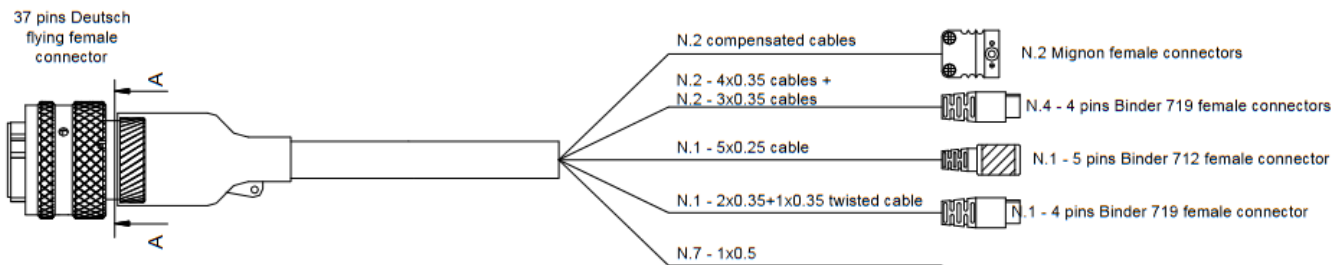 37 pins Deutsch
flying female
connector
A
A
N.2 compensated cables
N.2 Mignon female connectors
N.2 - 4x0.35 cables +
N.2 - 3x0.35 cables
N.4 - 4 pins Binder 719 female connectors
N.1 - 5x0.25 cable
N.1 - 5 pins Binder 712 female connector
N.1 - 2x0.35+1x0.35 twisted cable
N.1 - 4 pins Binder 719 female connector
N.7 - 1x0.5